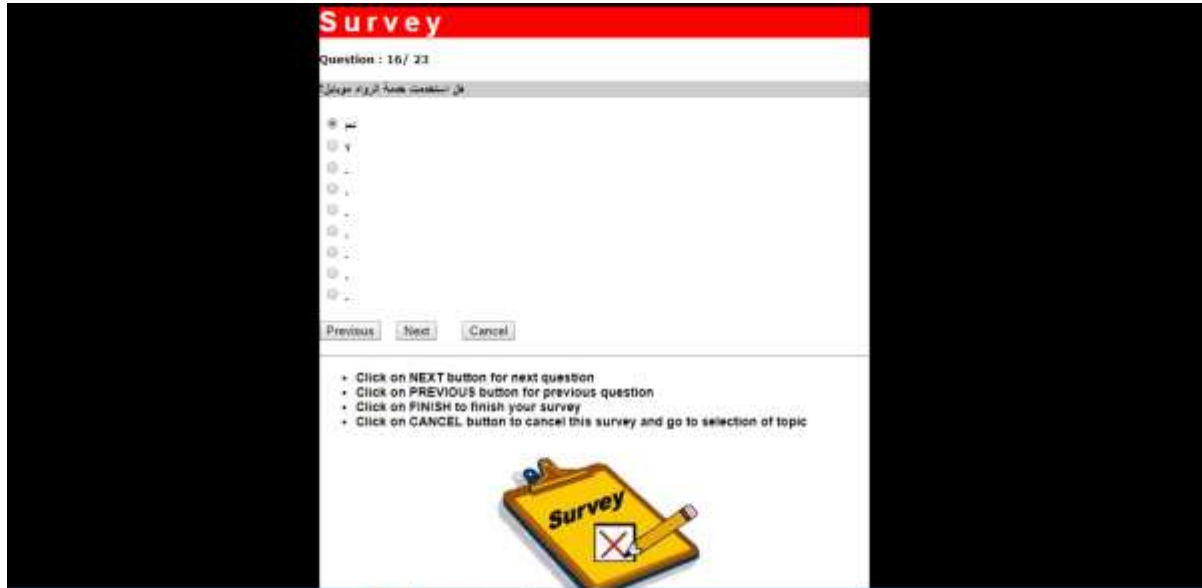 Survey
Question : 16/ 23
هل استخدمت خدمة الرواد موبايل؟
نعم
لا
.
.
.
.
.
.
.
Previous Next Cancel
Click on NEXT button for next question
Click on PREVIOUS button for previous question
Click on FINISH to finish your survey
Click on CANCEL button to cancel this survey and go to selection of topic
Survey